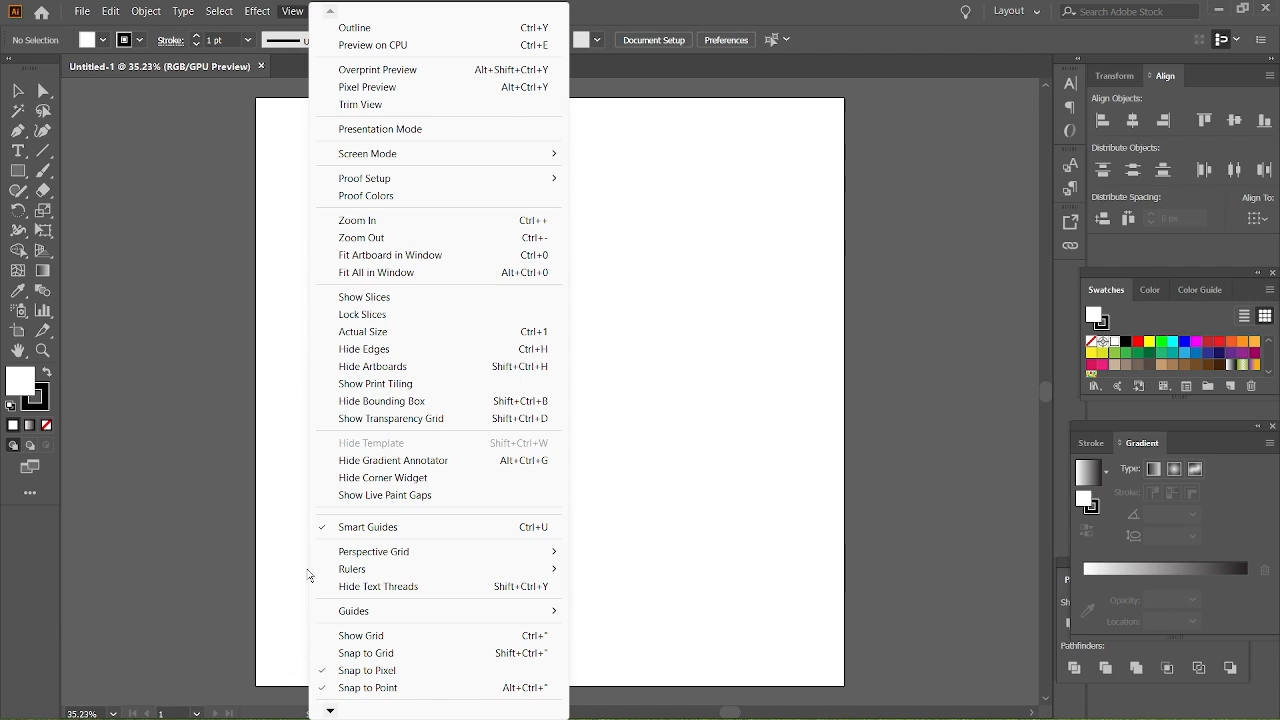 Ai File Edit Object Type Select Effect View Layout Search Adobe Stock
No Selection Stroke: 1 pt Document Setup Preferences
Untitled-1 @ 35.23% (RGB/GPU Preview)
Outline Ctrl+Y
Preview on CPU Ctrl+E
Overprint Preview Alt+Shift+Ctrl+Y
Pixel Preview Alt+Ctrl+Y
Trim View
Presentation Mode
Screen Mode
Proof Setup
Proof Colors
Zoom In Ctrl++
Zoom Out Ctrl+-
Fit Artboard in Window Ctrl+0
Fit All in Window Alt+Ctrl+0
Show Slices
Lock Slices
Actual Size Ctrl+1
Hide Edges Ctrl+H
Hide Artboards Shift+Ctrl+H
Show Print Tiling
Hide Bounding Box Shift+Ctrl+B
Show Transparency Grid Shift+Ctrl+D
Hide Template Shift+Ctrl+W
Hide Gradient Annotator Alt+Ctrl+G
Hide Corner Widget
Show Live Paint Gaps
Smart Guides Ctrl+U
Perspective Grid
Rulers
Hide Text Threads Shift+Ctrl+Y
Guides
Show Grid Ctrl+"
Snap to Grid Shift+Ctrl+"
Snap to Pixel
Snap to Point Alt+Ctrl+"
Transform Align
Align Objects:
Distribute Objects:
Distribute Spacing: Align To:
0 px
Swatches Color Color Guide
Stroke Gradient
Type:
Stroke:
Opacity:
Location:
Pathfinders:
35.23% 1